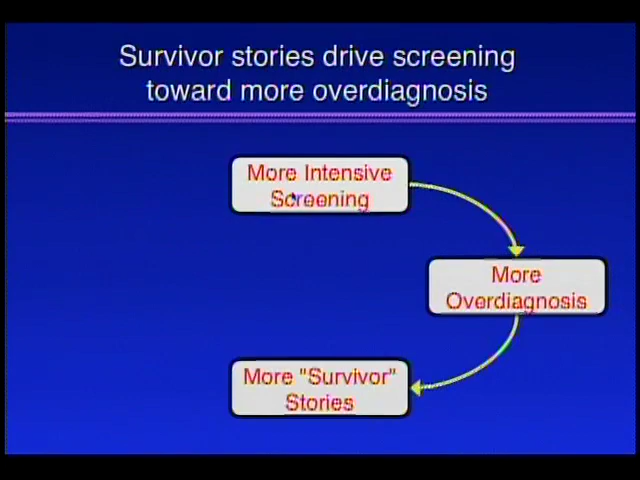 Survivor stories drive screening
toward more overdiagnosis
More Intensive
Screening
More
Overdiagnosis
More "Survivor"
Stories